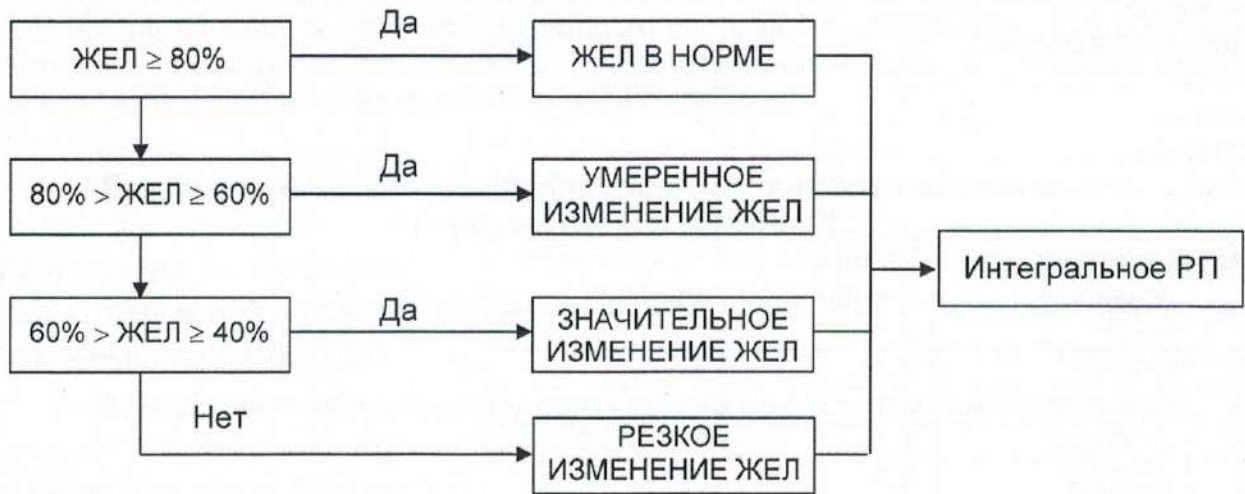 Да
ЖЕЛ ≥ 80%
ЖЕЛ В НОРМЕ
Да
80% > ЖЕЛ ≥ 60%
УМЕРЕННОЕ
ИЗМЕНЕНИЕ ЖЕЛ
Интегральное РП
Да
60% > ЖЕЛ ≥ 40%
ЗНАЧИТЕЛЬНОЕ
ИЗМЕНЕНИЕ ЖЕЛ
Нет
РЕЗКОЕ
ИЗМЕНЕНИЕ ЖЕЛ